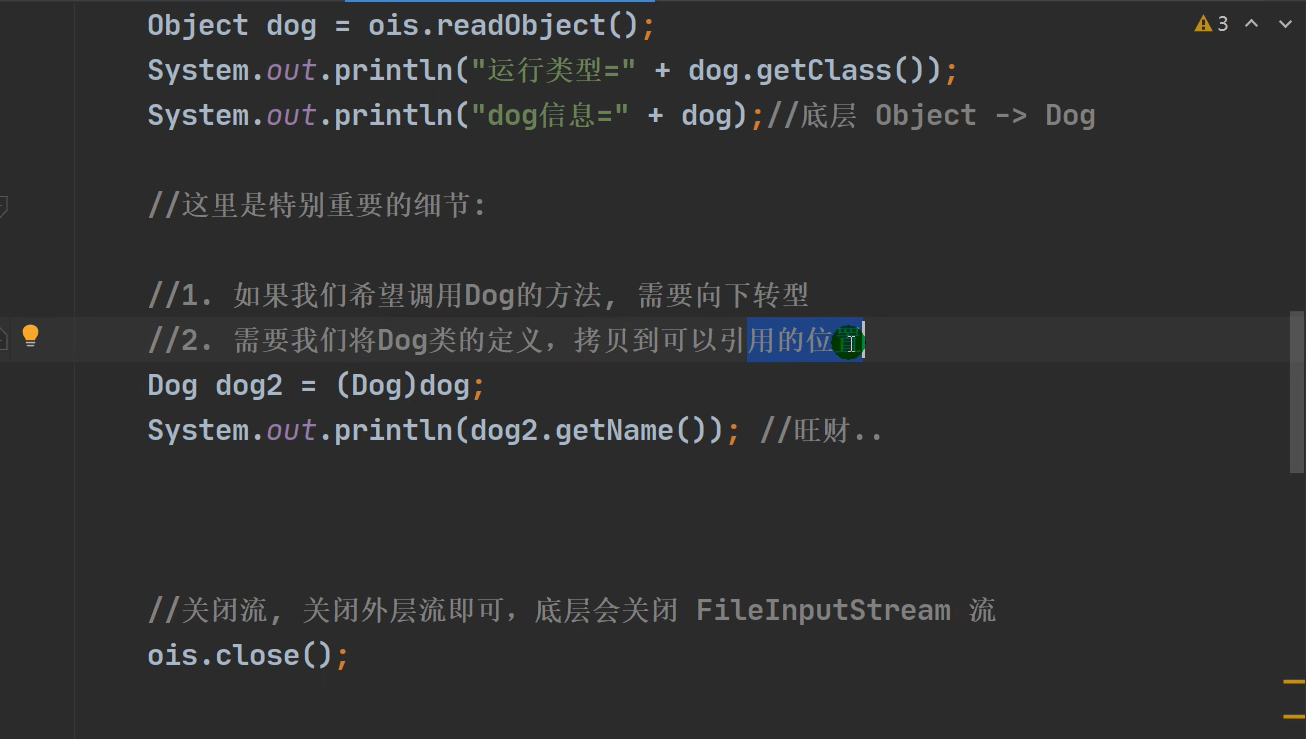 Object dog = ois.readObject();
3
System.out.println("运行类型=" + dog.getClass());
System.out.println("dog信息=" + dog);//底层 Object -> Dog
//这里是特别重要的细节:
//1. 如果我们希望调用Dog的方法, 需要向下转型
//2. 需要我们将Dog类的定义，拷贝到可以引用的位置
Dog dog2 = (Dog)dog;
System.out.println(dog2.getName()); //旺财..
//关闭流, 关闭外层流即可，底层会关闭 FileInputStream 流
ois.close();